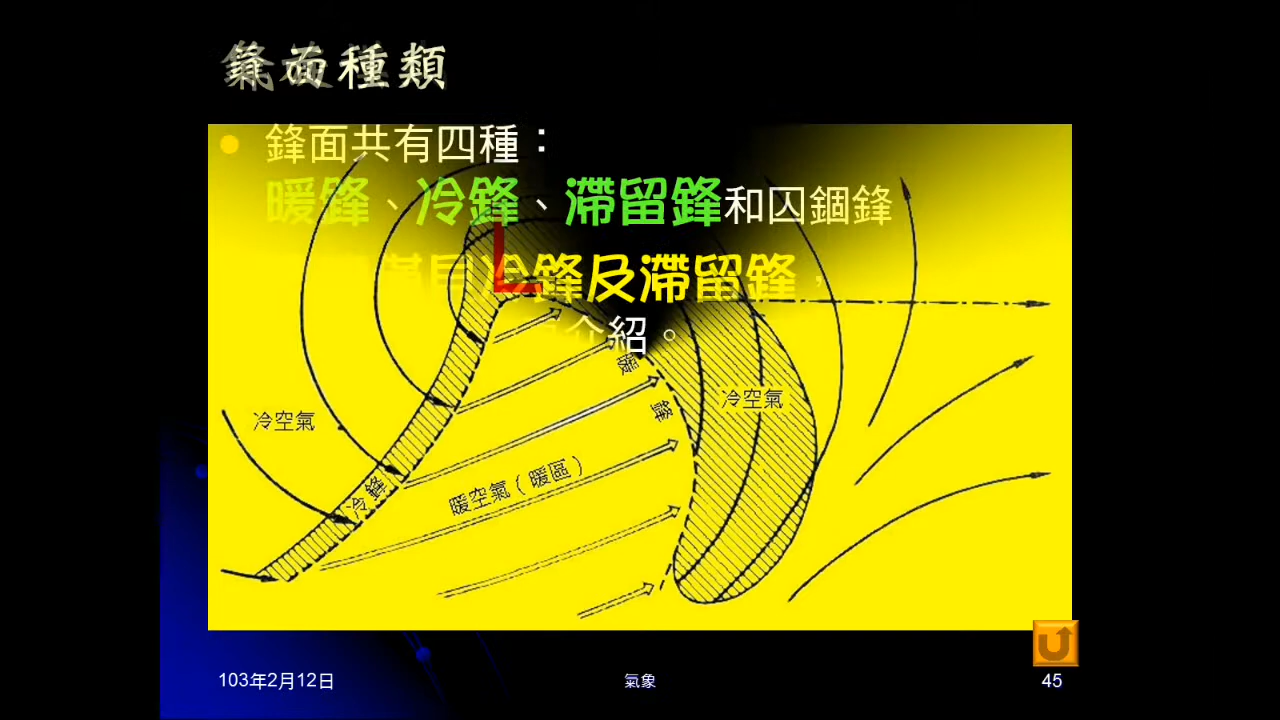 面種類
鋒面共有四種：
暖鋒、冷鋒、滯留鋒和囚錮鋒
冷鋒及滯留鋒，
介紹。
暖鋒
冷空氣
冷空氣
暖空氣（暖區）
冷鋒
103年2月12日
氣象
45